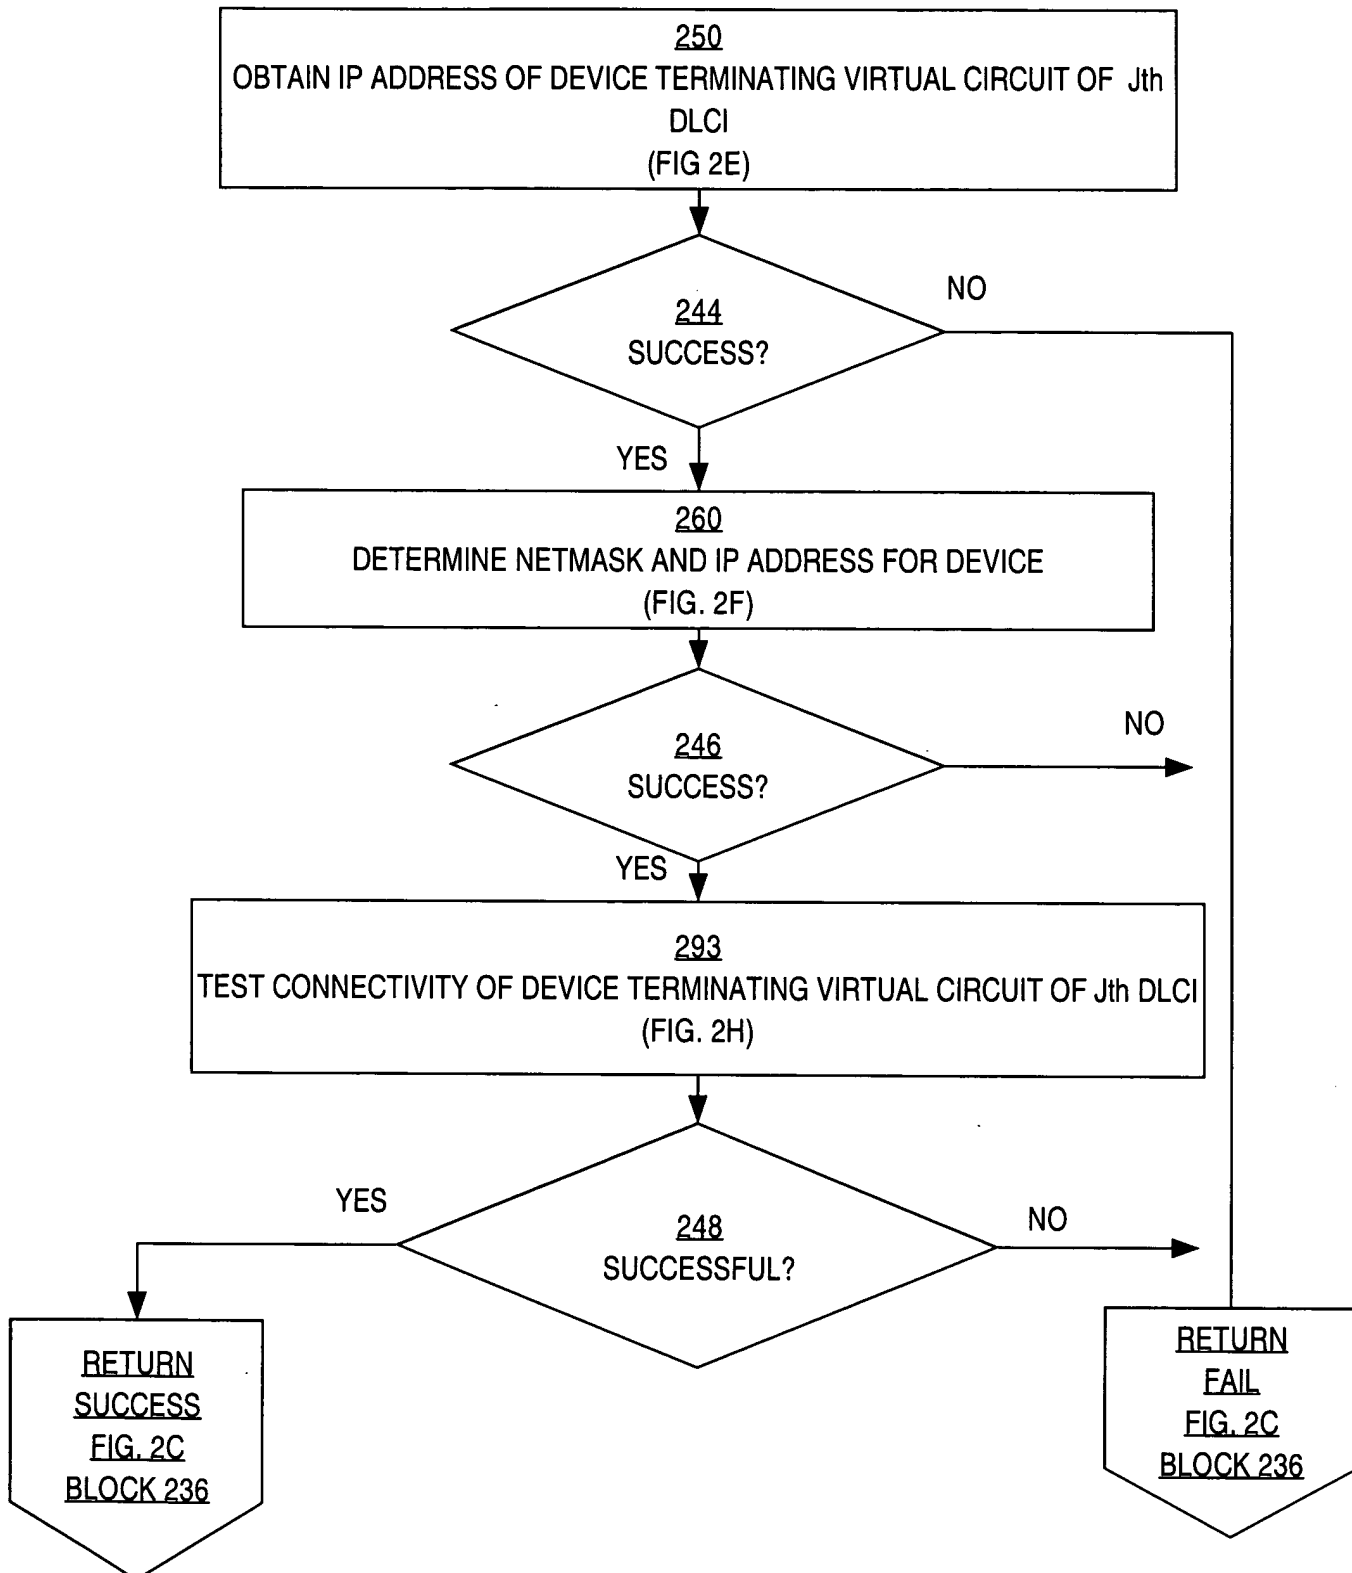 250
OBTAIN IP ADDRESS OF DEVICE TERMINATING VIRTUAL CIRCUIT OF Jth
DLCI
(FIG 2E)
244
SUCCESS?
NO
YES
260
DETERMINE NETMASK AND IP ADDRESS FOR DEVICE
(FIG. 2F)
246
SUCCESS?
NO
YES
293
TEST CONNECTIVITY OF DEVICE TERMINATING VIRTUAL CIRCUIT OF Jth DLCI
(FIG. 2H)
YES
248
SUCCESSFUL?
NO
RETURN
SUCCESS
FIG. 2C
BLOCK 236
RETURN
FAIL
FIG. 2C
BLOCK 236